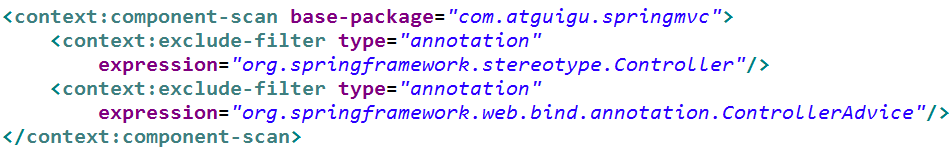 <context:component-scan base-package="com.atguigu.springmvc">
    <context:exclude-filter type="annotation"
        expression="org.springframework.stereotype.Controller"/>
    <context:exclude-filter type="annotation"
        expression="org.springframework.web.bind.annotation.ControllerAdvice"/>
</context:component-scan>